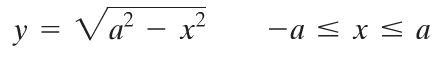 y = √(a² − x²)    −a ≤ x ≤ a